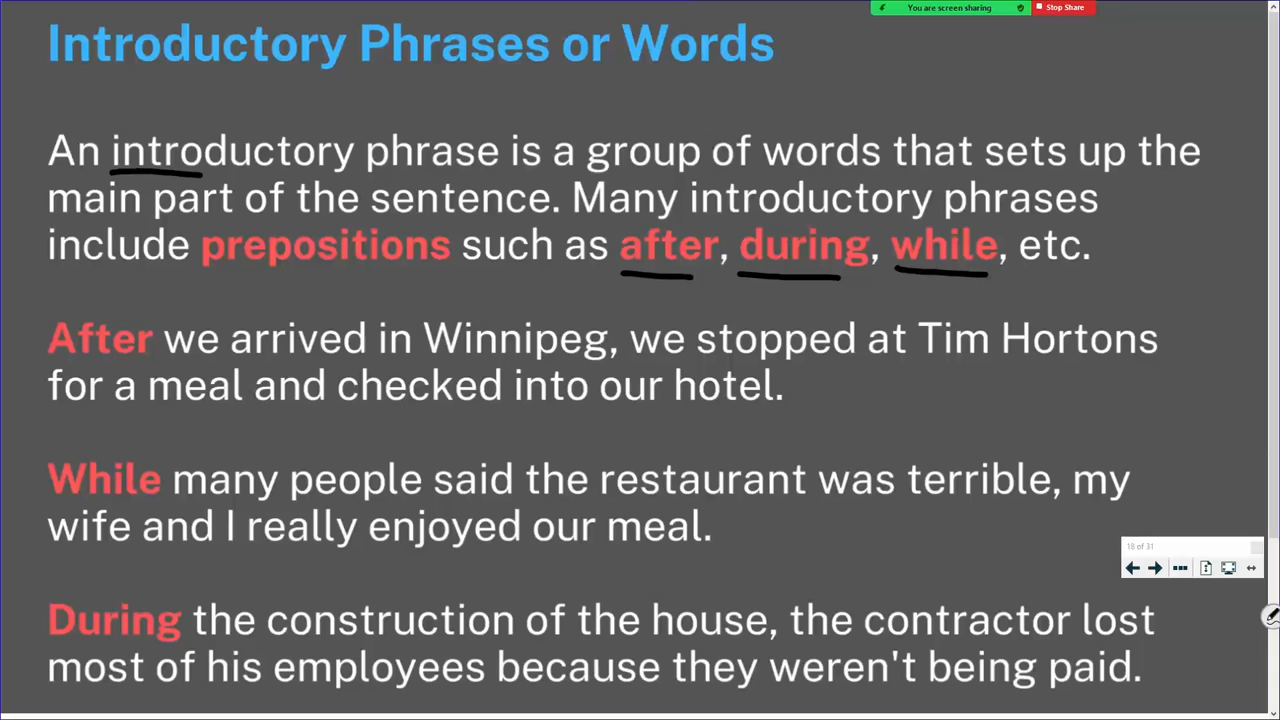 You are screen sharing
Stop Share
Introductory Phrases or Words
An introductory phrase is a group of words that sets up the
main part of the sentence. Many introductory phrases
include prepositions such as after, during, while, etc.
After we arrived in Winnipeg, we stopped at Tim Hortons
for a meal and checked into our hotel.
While many people said the restaurant was terrible, my
wife and I really enjoyed our meal.
18 of 31
During the construction of the house, the contractor lost
most of his employees because they weren't being paid.